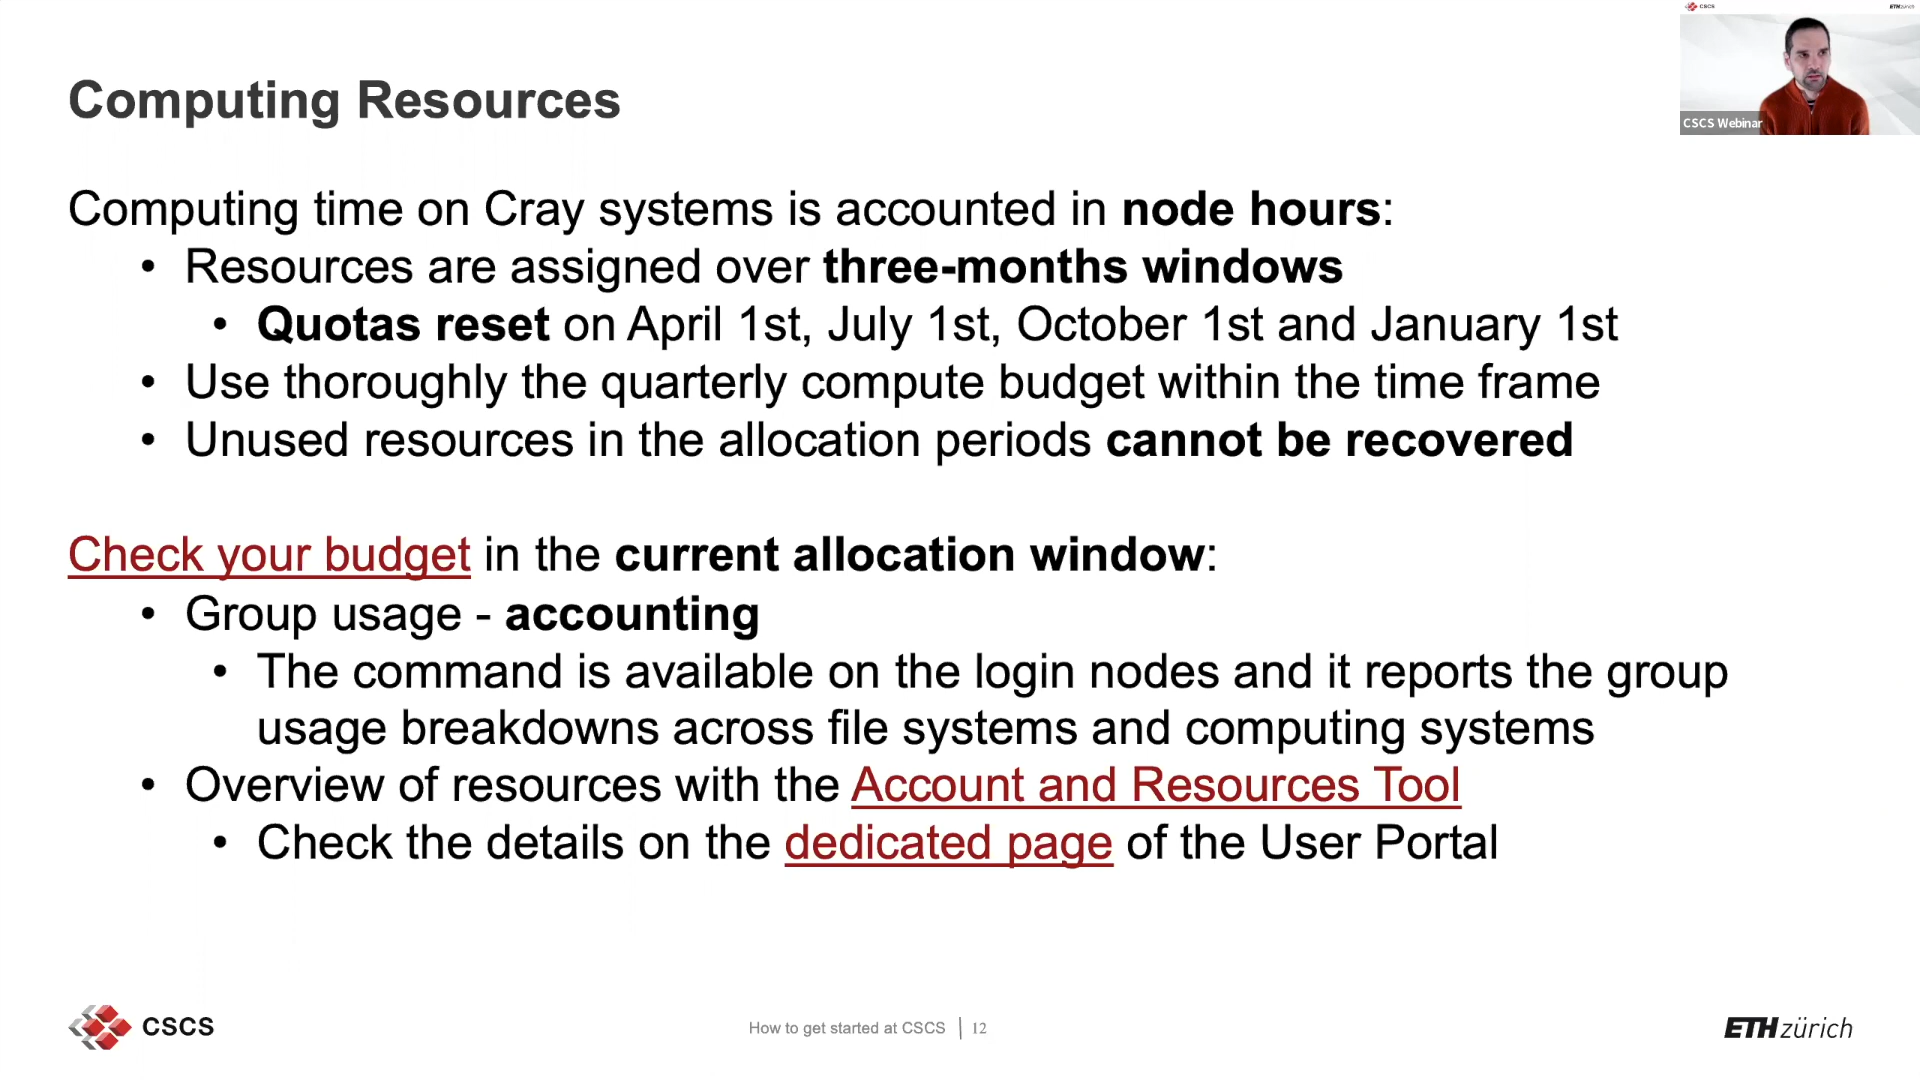 CSCS
ETHzürich
CSCS Webinar
Computing Resources
Computing time on Cray systems is accounted in node hours:
• Resources are assigned over three-months windows
• Quotas reset on April 1st, July 1st, October 1st and January 1st
• Use thoroughly the quarterly compute budget within the time frame
• Unused resources in the allocation periods cannot be recovered
Check your budget in the current allocation window:
• Group usage - accounting
• The command is available on the login nodes and it reports the group
usage breakdowns across file systems and computing systems
• Overview of resources with the Account and Resources Tool
• Check the details on the dedicated page of the User Portal
CSCS
How to get started at CSCS | 12
ETHzürich